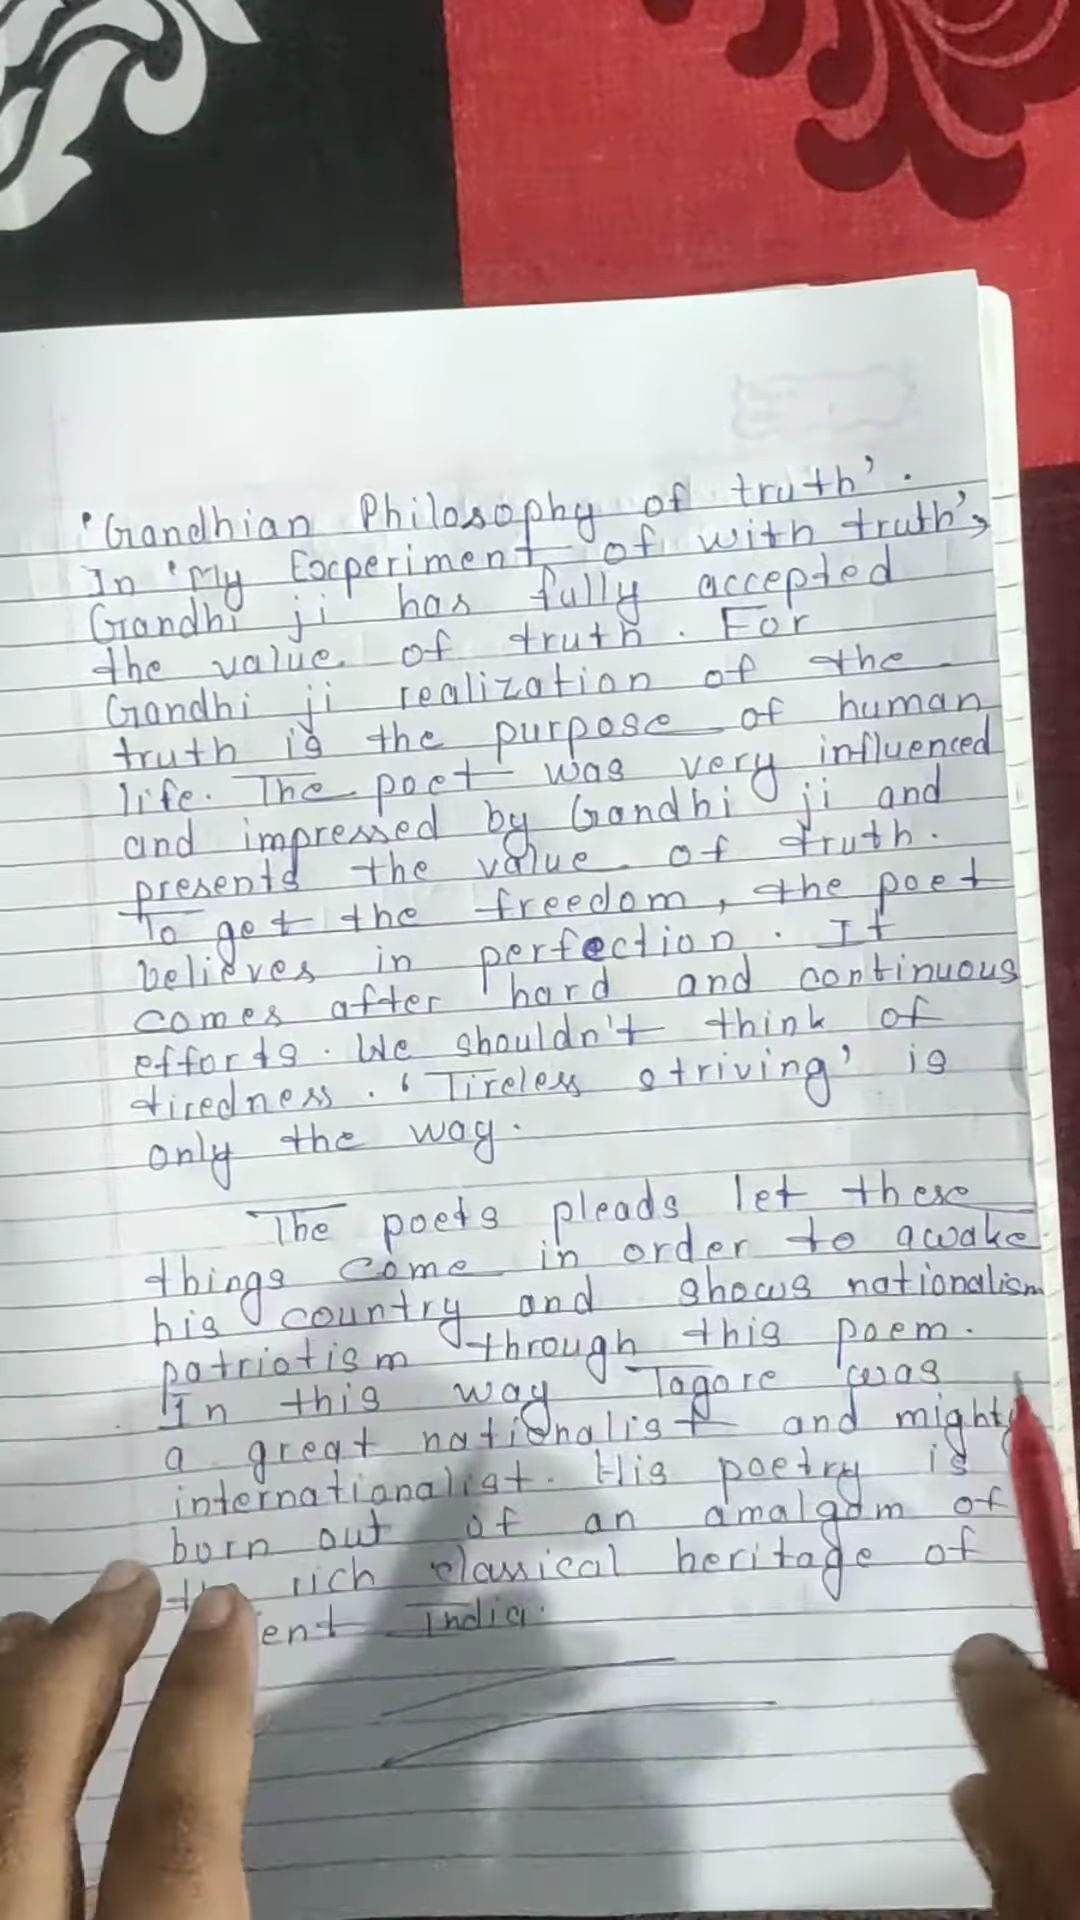 'Gandhian Philosophy of truth'.
In 'My Experiment of with truth',
Gandhi ji has fully accepted
the value of truth. For
Gandhi ji realization of the
truth is the purpose of human
life. The poet was very influenced
and impressed by Gandhi ji and
presents the value of truth.
To get the freedom, the poet
believes in perfection. It
comes after hard and continuous
efforts. We shouldn't think of
tiredness. 'Tireless striving' is
only the way.
The poets pleads let these
things come in order to awake
his country and shows nationalism
patriotism through this poem.
In this way Tagore was
a great nationalist and mighty
internationalist. His poetry is
born out of an amalgam of
rich classical heritage of
India.